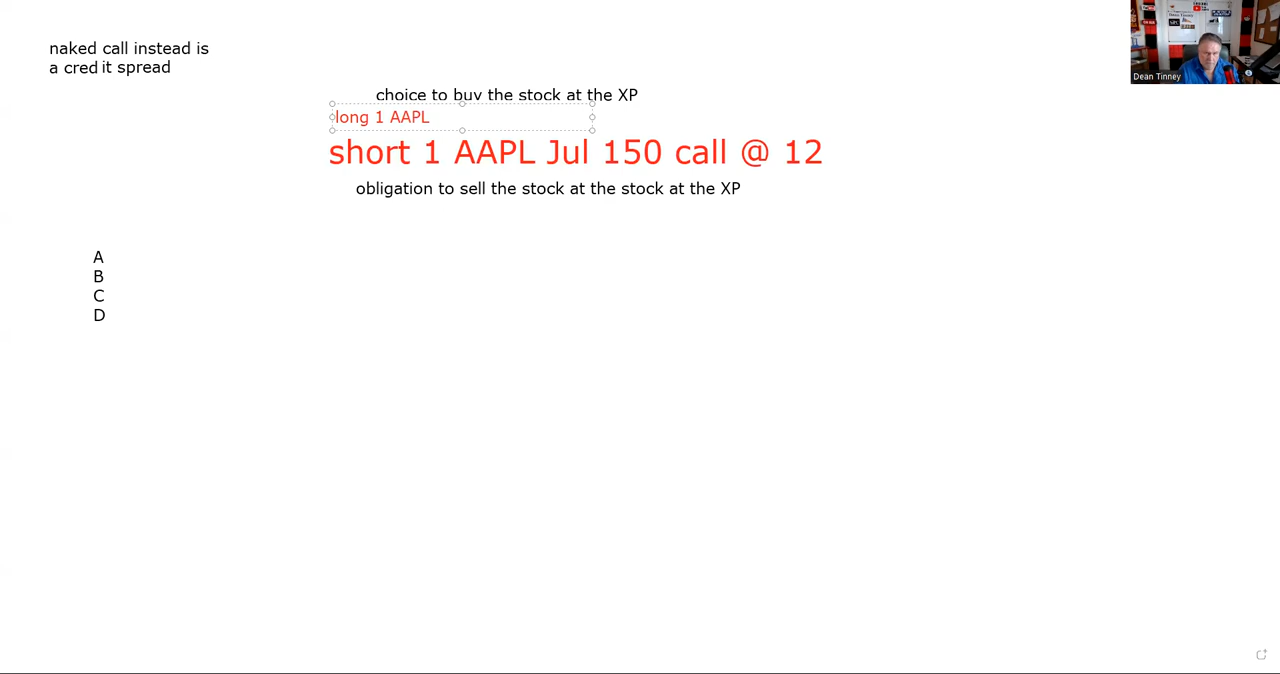 naked call instead is
a cred it spread
choice to buy the stock at the XP
long 1 AAPL
short 1 AAPL Jul 150 call @ 12
obligation to sell the stock at the stock at the XP
A
B
C
D
Dean Tinney